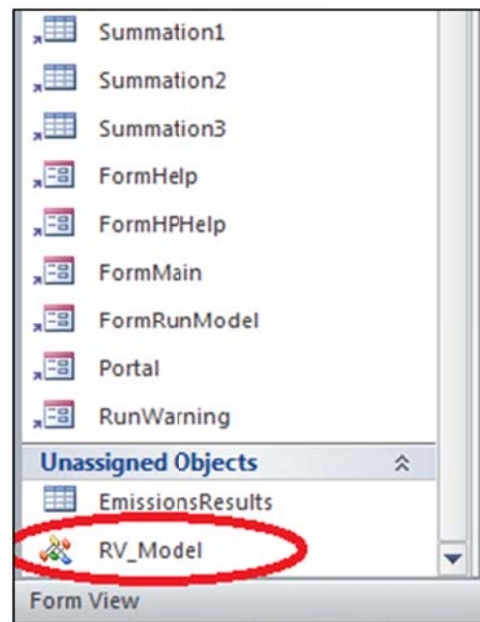 Summation1
Summation2
Summation3
FormHelp
FormHPHelp
FormMain
FormRunModel
Portal
RunWarning
Unassigned Objects
EmissionsResults
RV_Model
Form View